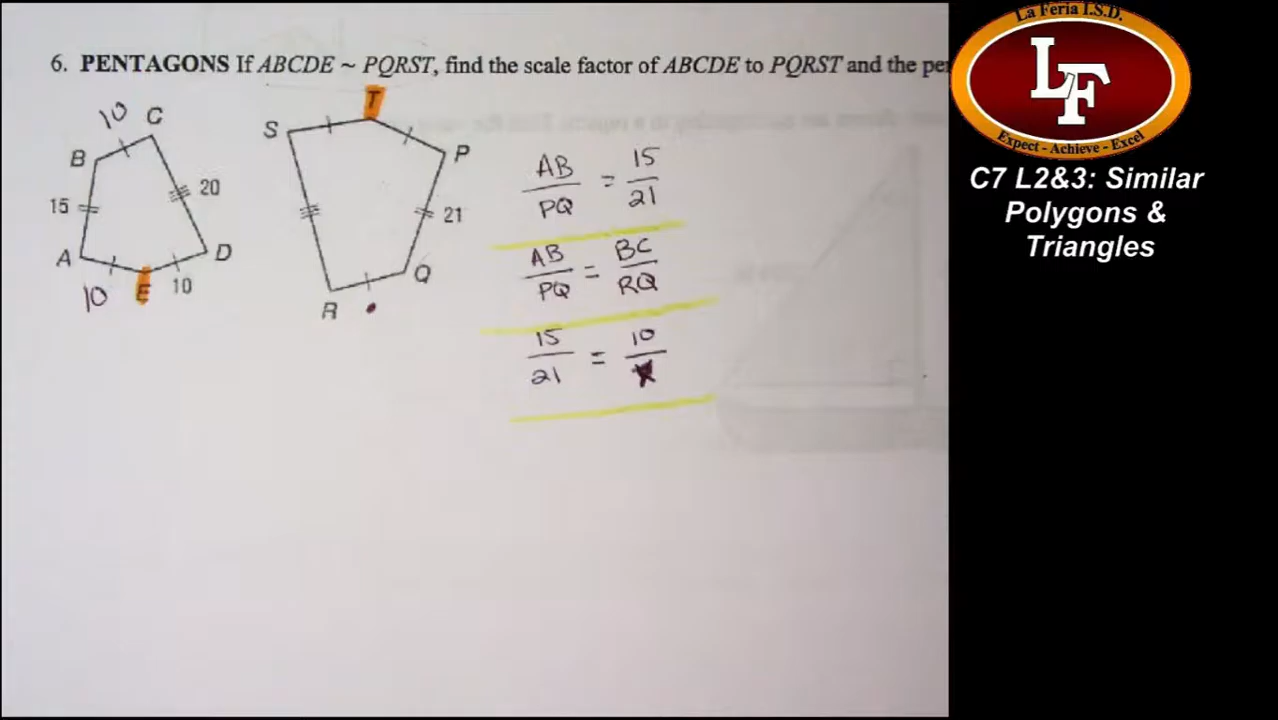 6. PENTAGONS If ABCDE ~ PQRST, find the scale factor of ABCDE to PQRST and the per
10
C
B
15
20
A
D
10
E
10
T
S
P
21
Q
R
AB/PQ = 15/21
AB/PQ = BC/RQ
15/21 = 10/x
La Feria I.S.D.
LF
Expect - Achieve - Excel
C7 L2&3: Similar
Polygons &
Triangles